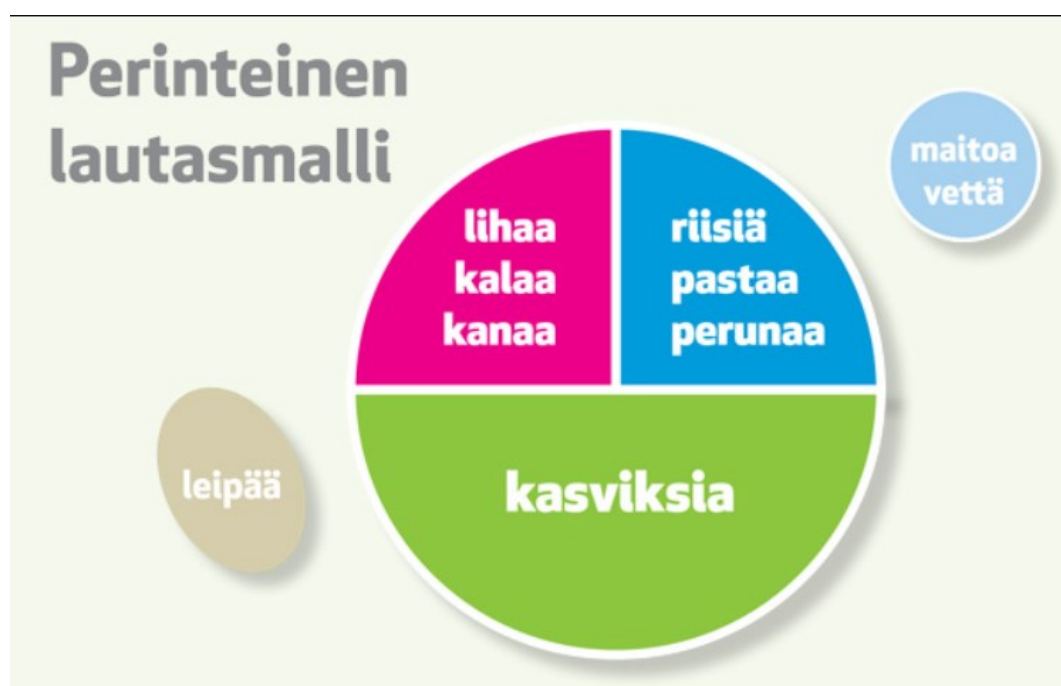 Perinteinen
lautasmalli
maitoa
vettä
lihaa
kalaa
kanaa
riisiä
pastaa
perunaa
leipää
kasviksia